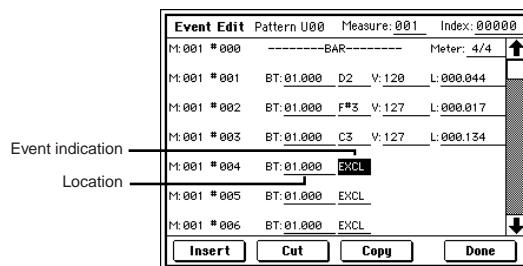 Event Edit Pattern U00 Measure: 001 Index: 00000
M: 001 #000 --------BAR-------- Meter: 4/4
M: 001 #001 BT: 01.000 D2 V: 120 L: 000.044
M: 001 #002 BT: 01.000 F#3 V: 127 L: 000.017
M: 001 #003 BT: 01.000 C3 V: 127 L: 000.134
Event indication
M: 001 #004 BT: 01.000 EXCL
Location
M: 001 #005 BT: 01.000 EXCL
M: 001 #006 BT: 01.000 EXCL
Insert Cut Copy Done